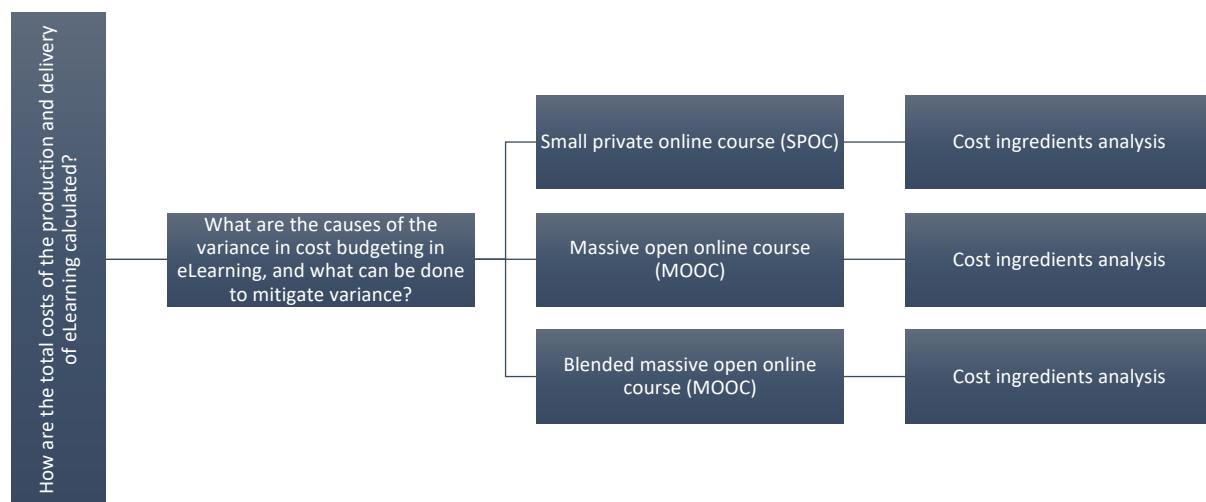 How are the total costs of the production and delivery
of eLearning calculated?
What are the causes of the
variance in cost budgeting in
eLearning, and what can be done
to mitigate variance?
Small private online course (SPOC)
Cost ingredients analysis
Massive open online course
(MOOC)
Cost ingredients analysis
Blended massive open online
course (MOOC)
Cost ingredients analysis